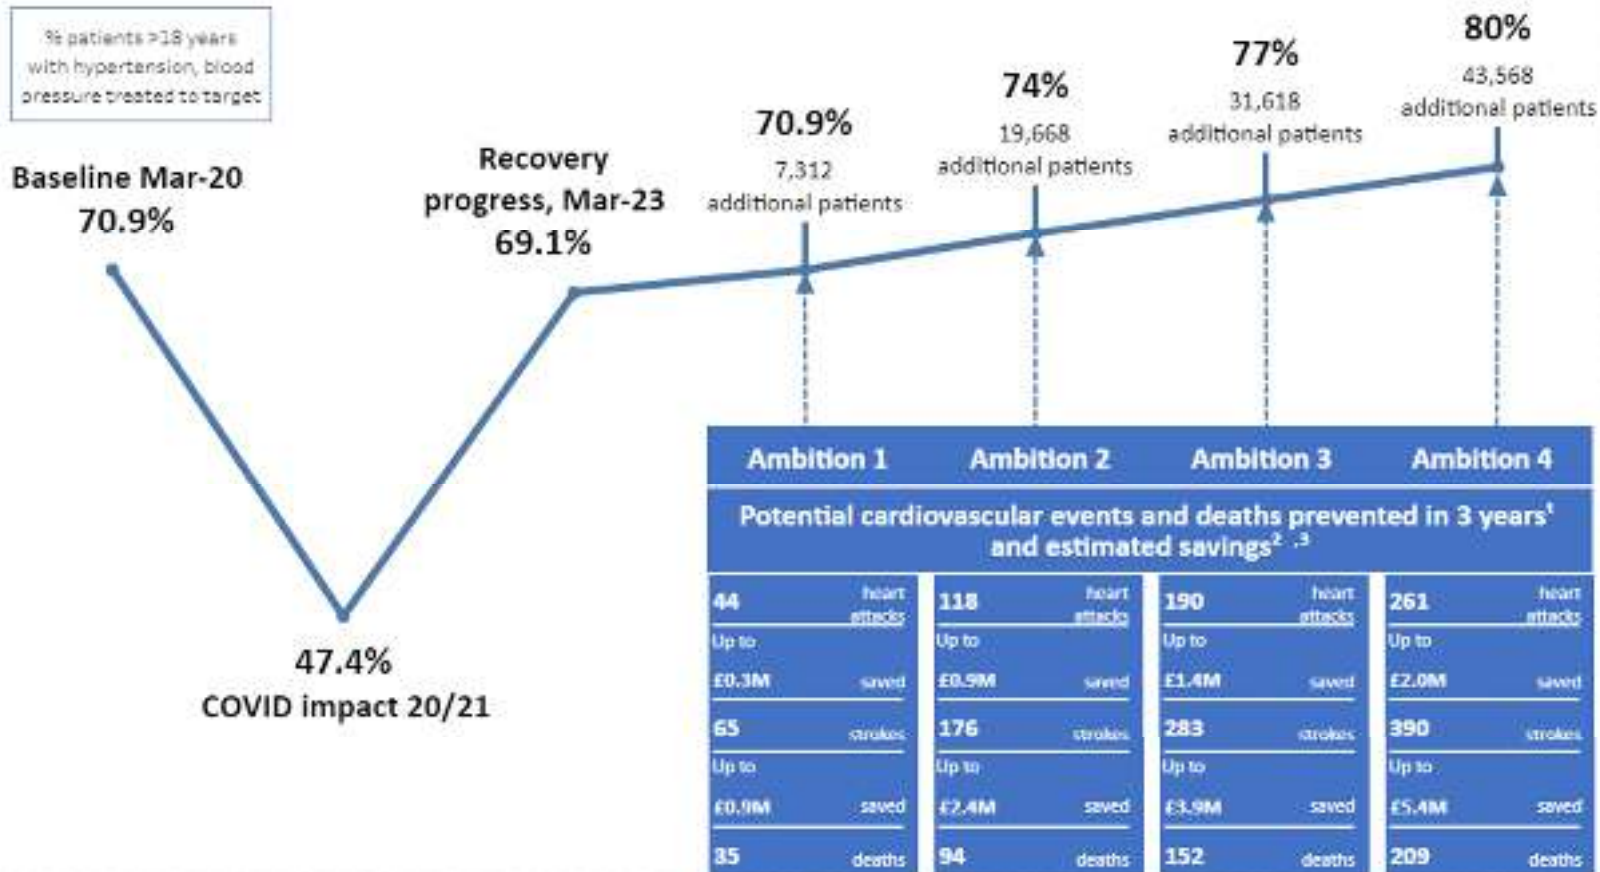 % patients >18 years
with hypertension, blood
pressure treated to target
Baseline Mar-20
70.9%
47.4%
COVID impact 20/21
Recovery
progress, Mar-23
69.1%
70.9%
7,312
additional patients
74%
19,668
additional patients
77%
31,618
additional patients
80%
43,568
additional patients
Ambition 1 Ambition 2 Ambition 3 Ambition 4
Potential cardiovascular events and deaths prevented in 3 years¹
and estimated savings² ,³
44 heart attacks
Up to
£0.3M saved
65 strokes
Up to
£0.9M saved
35 deaths
118 heart attacks
Up to
£0.9M saved
176 strokes
Up to
£2.4M saved
94 deaths
190 heart attacks
Up to
£1.4M saved
283 strokes
Up to
£3.9M saved
152 deaths
261 heart attacks
Up to
£2.0M saved
390 strokes
Up to
£5.4M saved
209 deaths